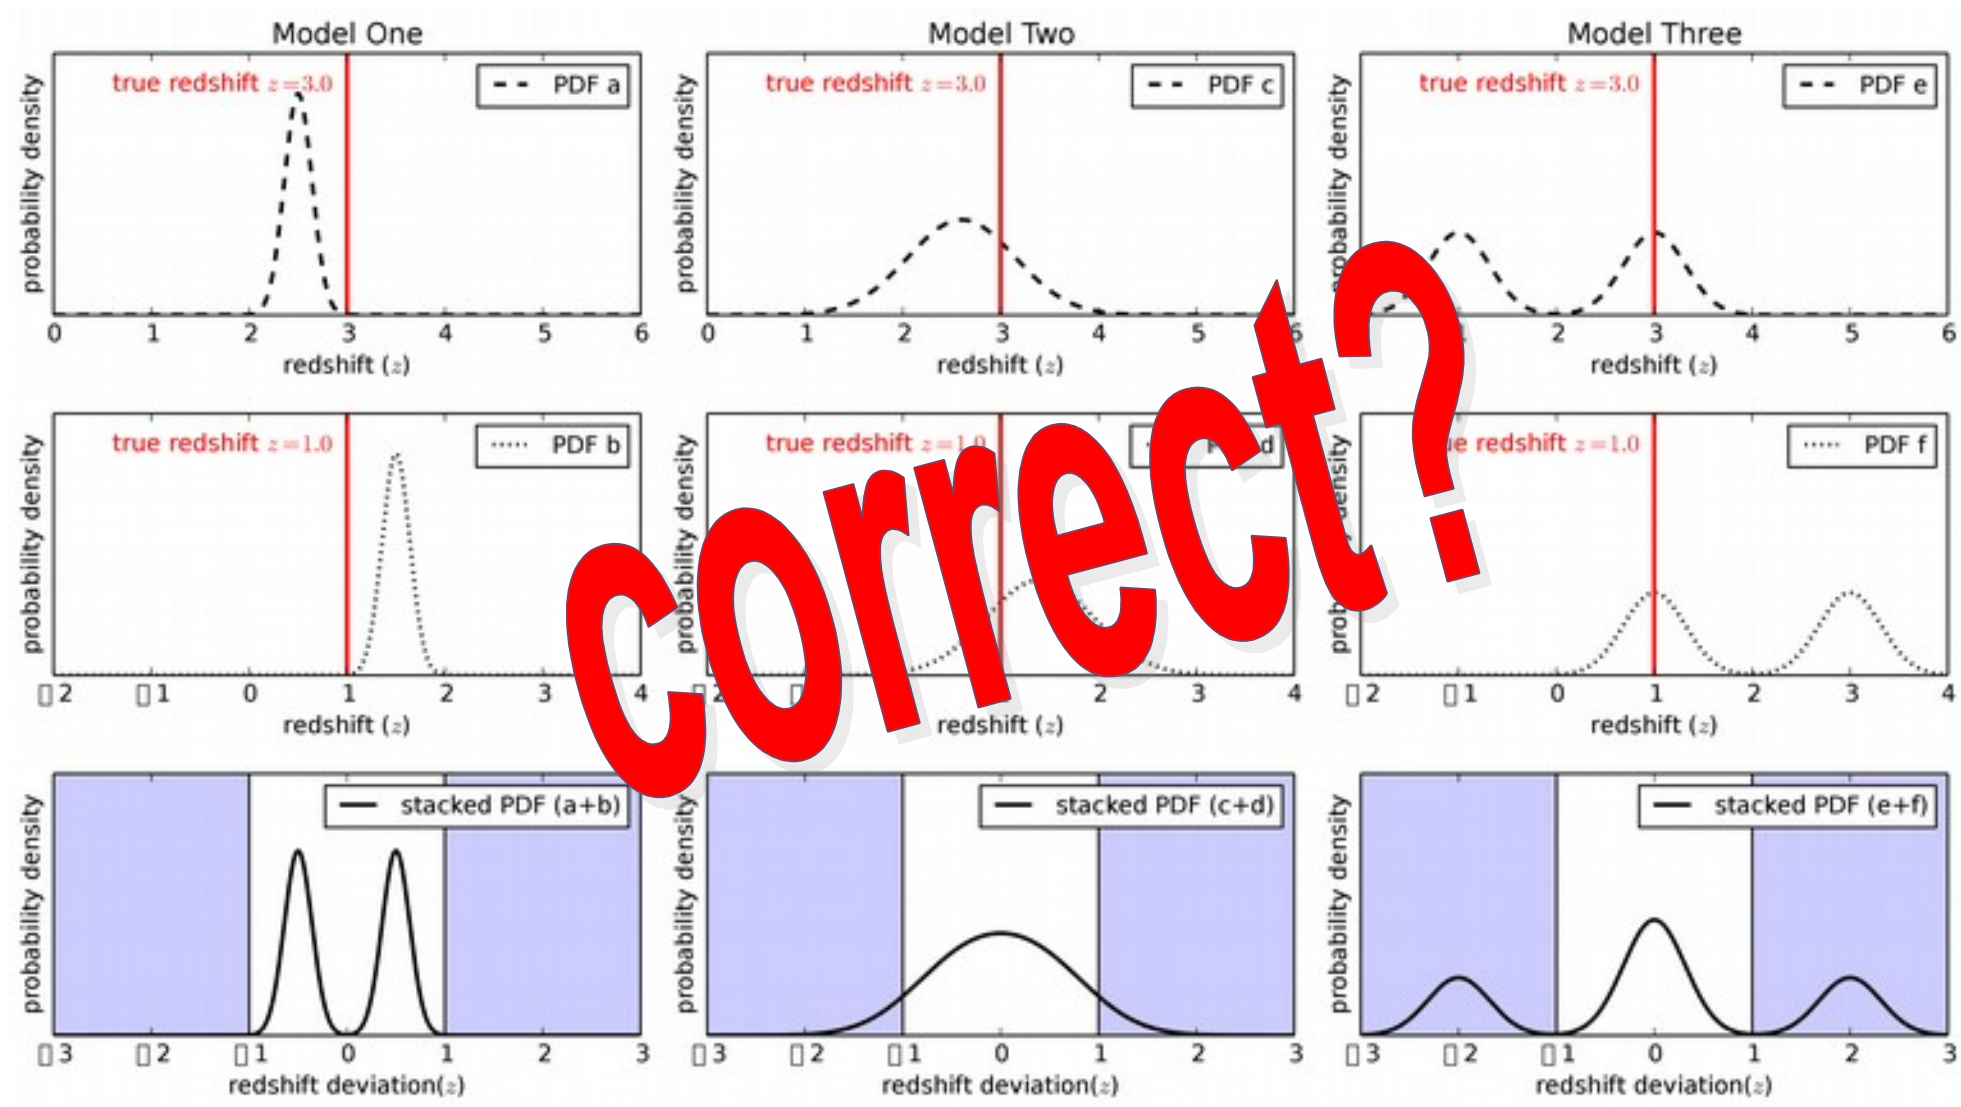 Model One
Model Two
Model Three
true redshift z=3.0
PDF a
true redshift z=3.0
PDF c
true redshift z=3.0
PDF e
probability density
probability density
probability density
0 1 2 3 4 5 6
0 1 2 3 4 5 6
2 3 4 5 6
redshift (z)
redshift (z)
redshift (z)
true redshift z=1.0
PDF b
true redshift z=1.0
d
redshift z=1.0
PDF f
probability density
probability density
density
▯2 ▯1 0 1 2 3 4
2 3 4
▯2 ▯1 0 1 2 3 4
redshift (z)
redshift (z)
redshift (z)
correct?
stacked PDF (a+b)
stacked PDF (c+d)
stacked PDF (e+f)
probability density
probability density
probability density
▯3 ▯2 ▯1 0 1 2 3
▯3 ▯2 ▯1 0 1 2 3
▯3 ▯2 ▯1 0 1 2 3
redshift deviation(z)
redshift deviation(z)
redshift deviation(z)